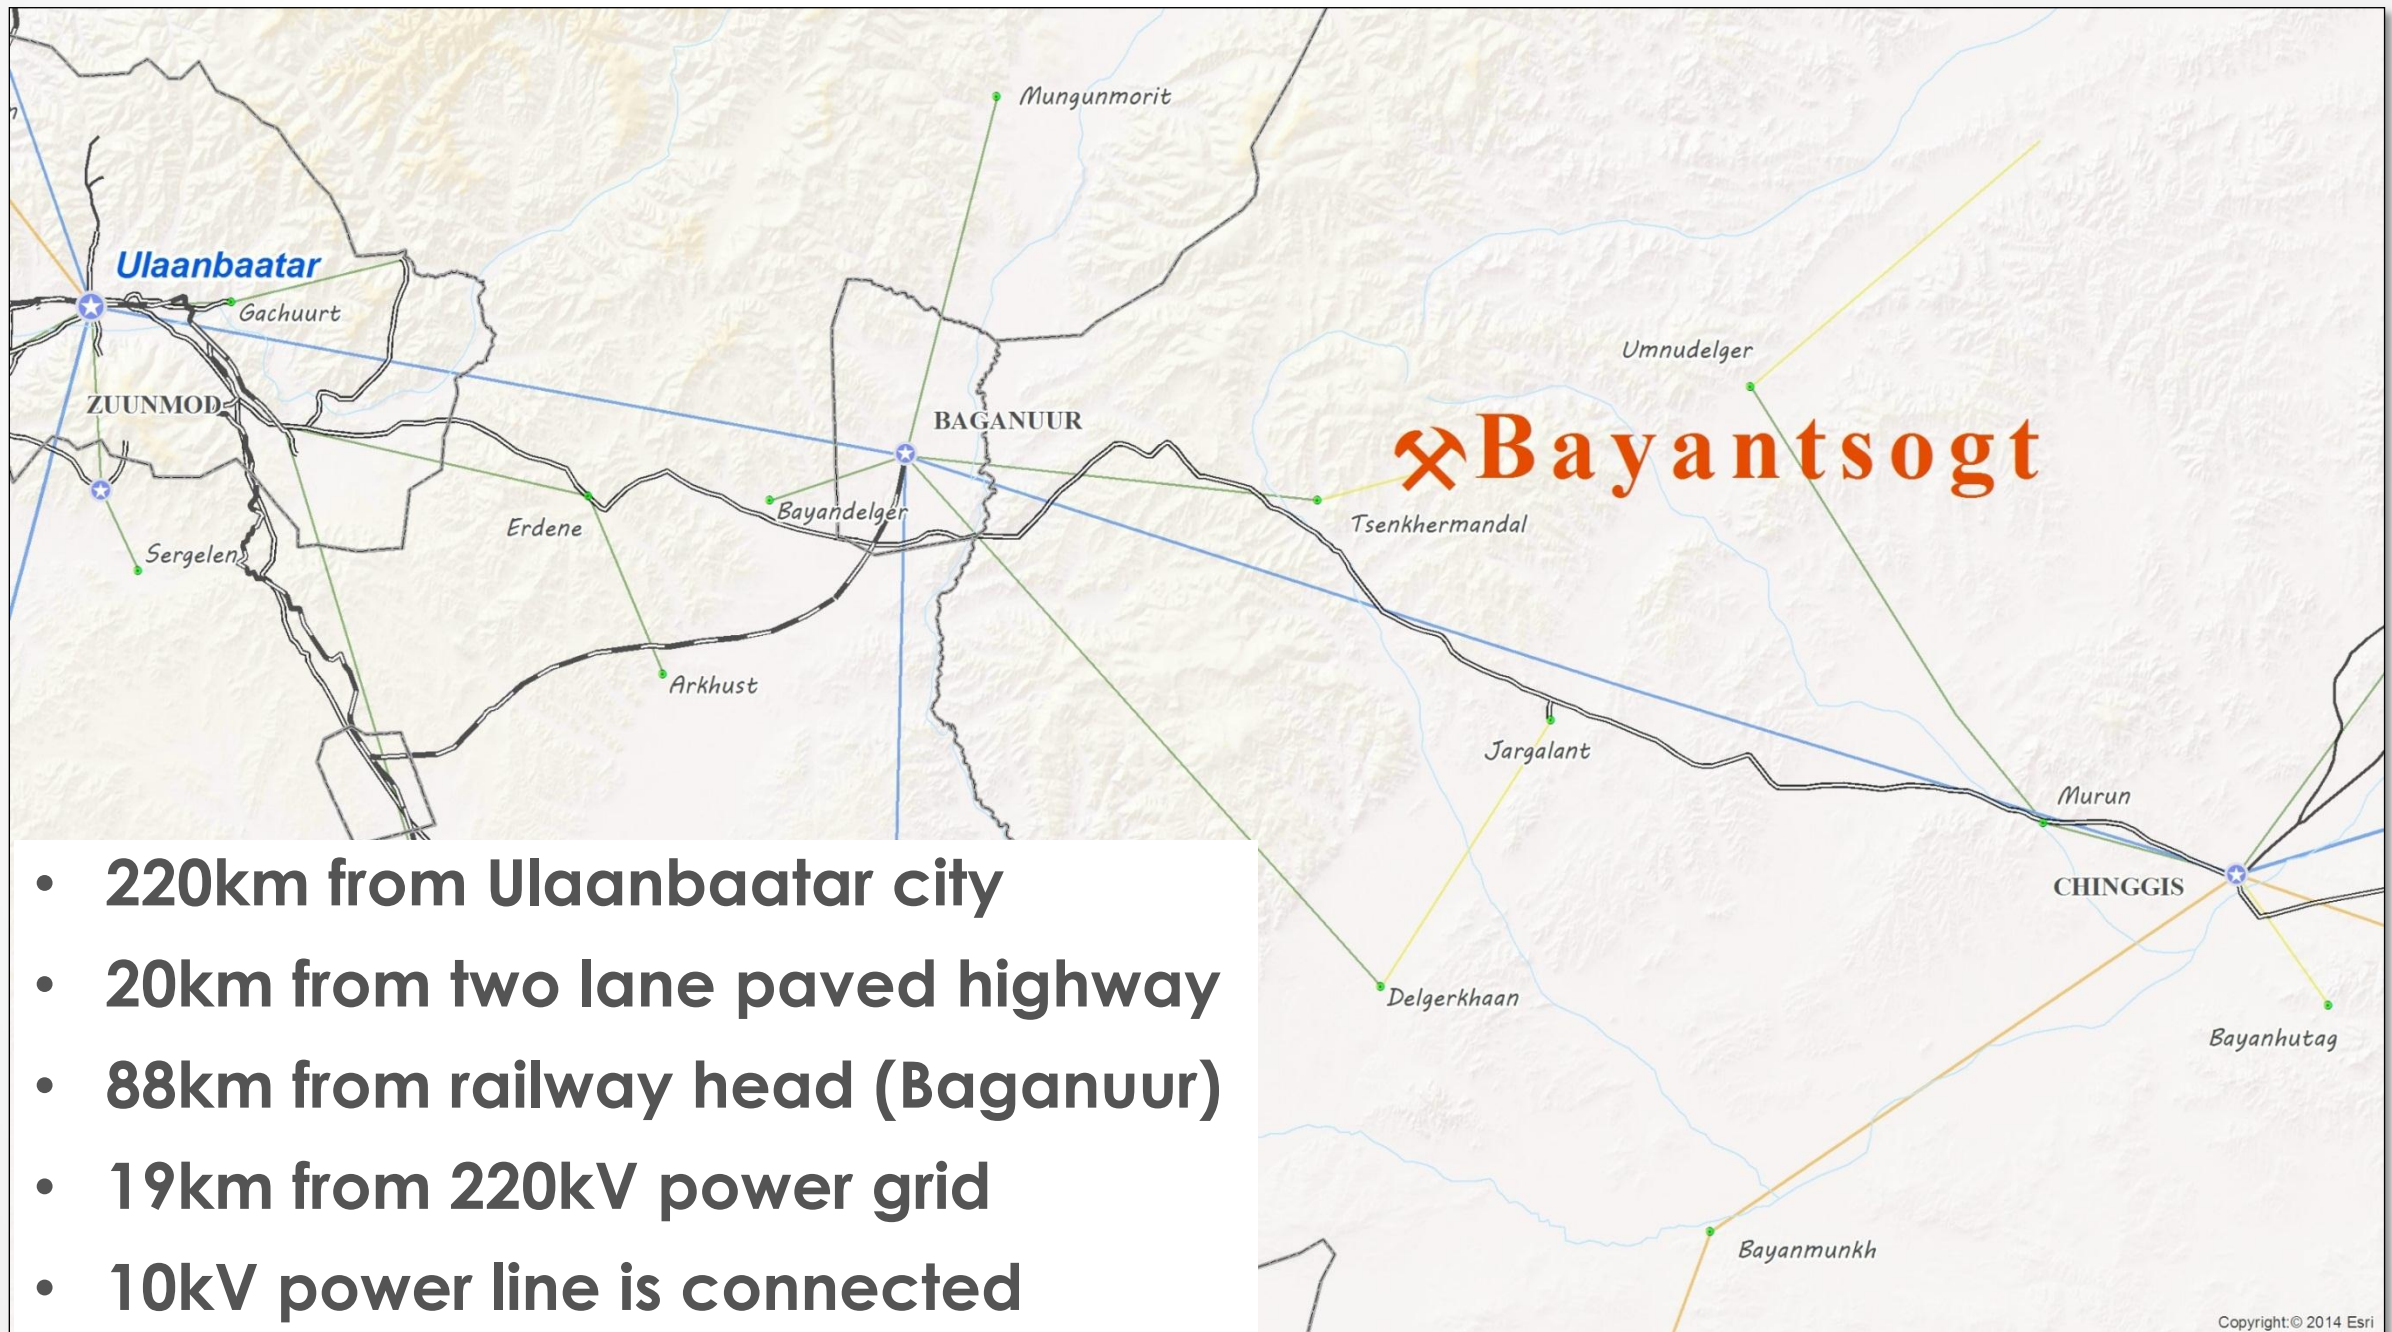 Mungunmorit
Ulaanbaatar
Gachuurt
Umnudelger
ZUUNMOD
BAGANUUR
Bayantsogt
Bayandelger
Erdene
Tsenkhermandal
Sergelen
Arkhust
Jargalant
Murun
CHINGGIS
Delgerkhaan
Bayanhutag
Bayanmunkh
• 220km from Ulaanbaatar city
• 20km from two lane paved highway
• 88km from railway head (Baganuur)
• 19km from 220kV power grid
• 10kV power line is connected
Copyright:© 2014 Esri